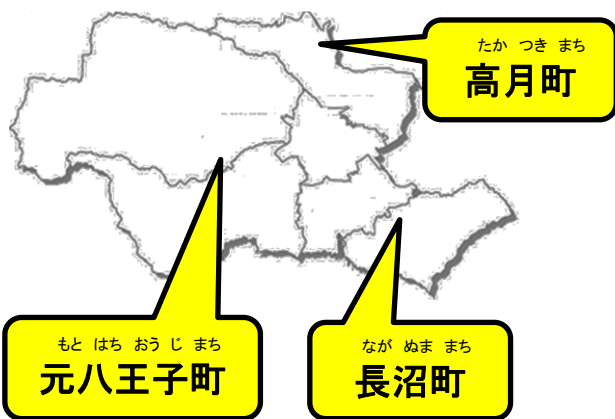 たか つき まち
高月町
もと はち おう じ まち
元八王子町
なが ぬま まち
長沼町